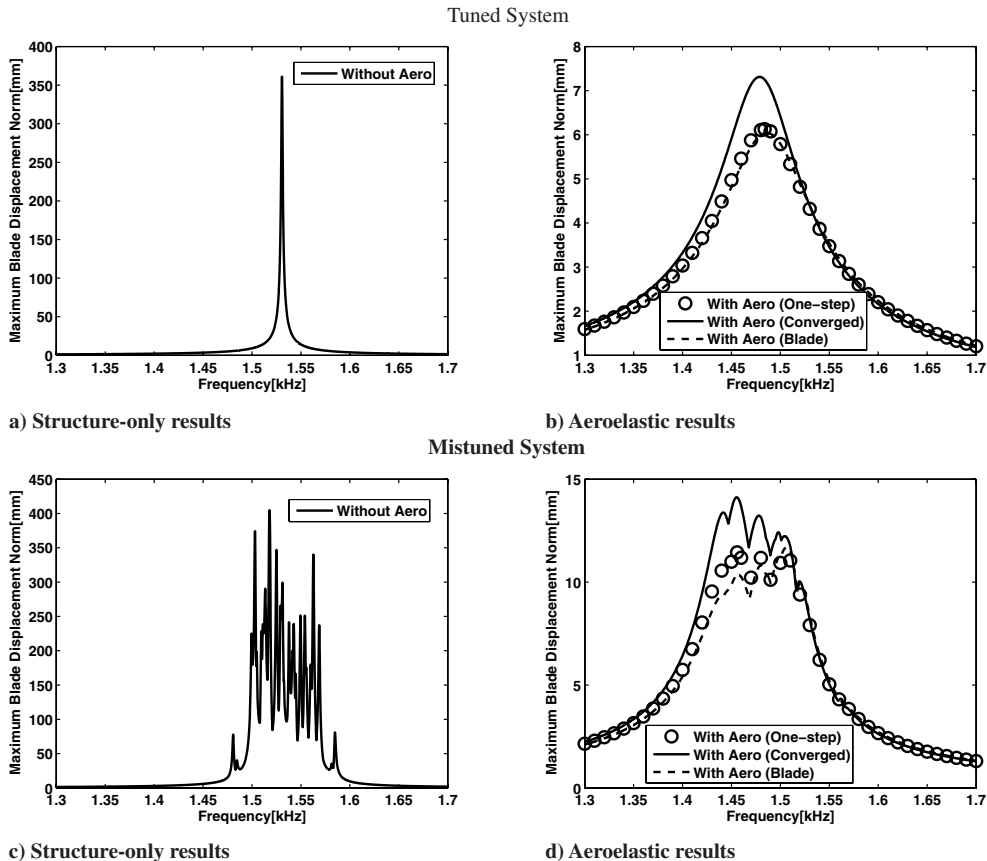 Tuned System
Maximum Blade Displacement Norm[mm]
400
350
300
250
200
150
100
50
0
Without Aero
1.3 1.35 1.4 1.45 1.5 1.55 1.6 1.65 1.7
Frequency[kHz]
a) Structure-only results
Maximum Blade Displacement Norm[mm]
8
7
6
5
4
3
2
1
With Aero (One-step)
With Aero (Converged)
With Aero (Blade)
1.3 1.35 1.4 1.45 1.5 1.55 1.6 1.65 1.7
Frequency[kHz]
b) Aeroelastic results
Mistuned System
Maximum Blade Displacement Norm[mm]
450
400
350
300
250
200
150
100
50
0
Without Aero
1.3 1.35 1.4 1.45 1.5 1.55 1.6 1.65 1.7
Frequency[kHz]
c) Structure-only results
Maximum Blade Displacement Norm[mm]
15
10
5
0
With Aero (One-step)
With Aero (Converged)
With Aero (Blade)
1.3 1.35 1.4 1.45 1.5 1.55 1.6 1.65 1.7
Frequency[kHz]
d) Aeroelastic results